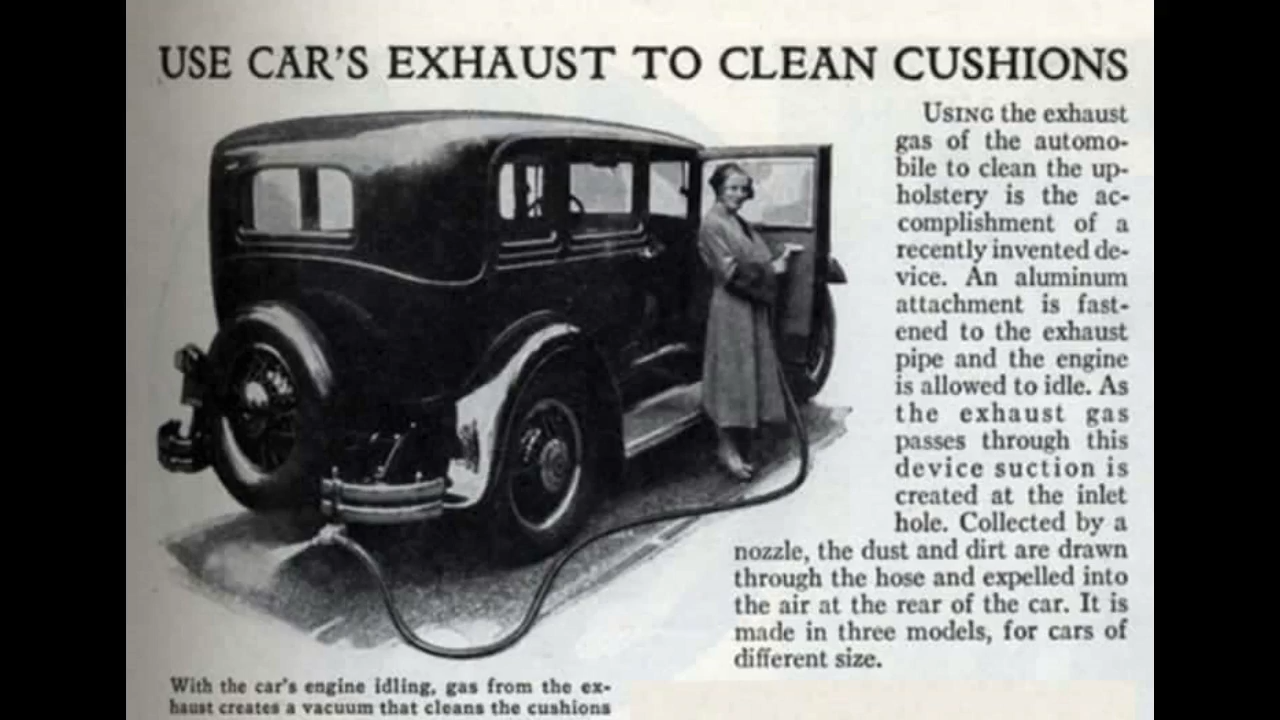 USE CAR'S EXHAUST TO CLEAN CUSHIONS
USING the exhaust
gas of the automo-
bile to clean the up-
holstery is the ac-
complishment of a
recently invented de-
vice. An aluminum
attachment is fast-
ened to the exhaust
pipe and the engine
is allowed to idle. As
the exhaust gas
passes through this
device suction is
created at the inlet
hole. Collected by a
nozzle, the dust and dirt are drawn
through the hose and expelled into
the air at the rear of the car. It is
made in three models, for cars of
different size.
With the car's engine idling, gas from the ex-
haust creates a vacuum that cleans the cushions